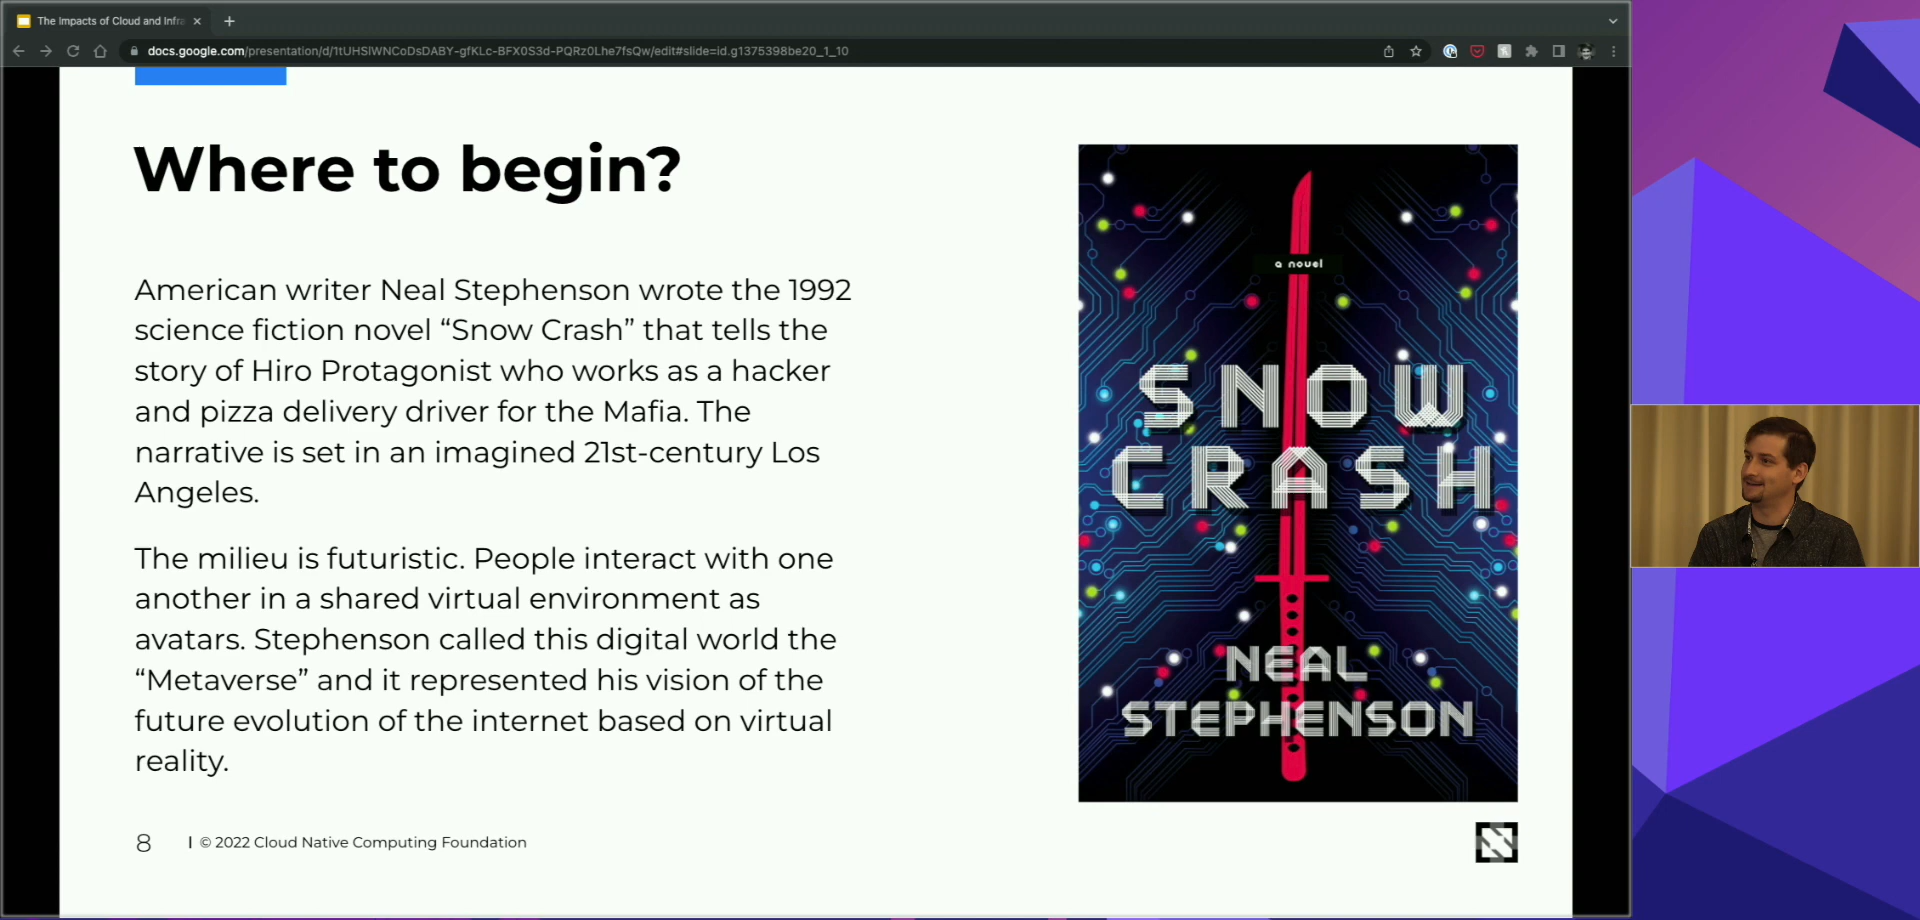 The Impacts of Cloud and Infra
docs.google.com/presentation/d/1tUHSlWNCoDsDABY-gfKLc-BFX0S3d-PQRz0Lhe7fsQw/edit#slide=id.g1375398be20_1_10
Where to begin?
American writer Neal Stephenson wrote the 1992
science fiction novel “Snow Crash” that tells the
story of Hiro Protagonist who works as a hacker
and pizza delivery driver for the Mafia. The
narrative is set in an imagined 21st-century Los
Angeles.
The milieu is futuristic. People interact with one
another in a shared virtual environment as
avatars. Stephenson called this digital world the
“Metaverse” and it represented his vision of the
future evolution of the internet based on virtual
reality.
a novel
SNOW
CRASH
NEAL
STEPHENSON
8 | © 2022 Cloud Native Computing Foundation